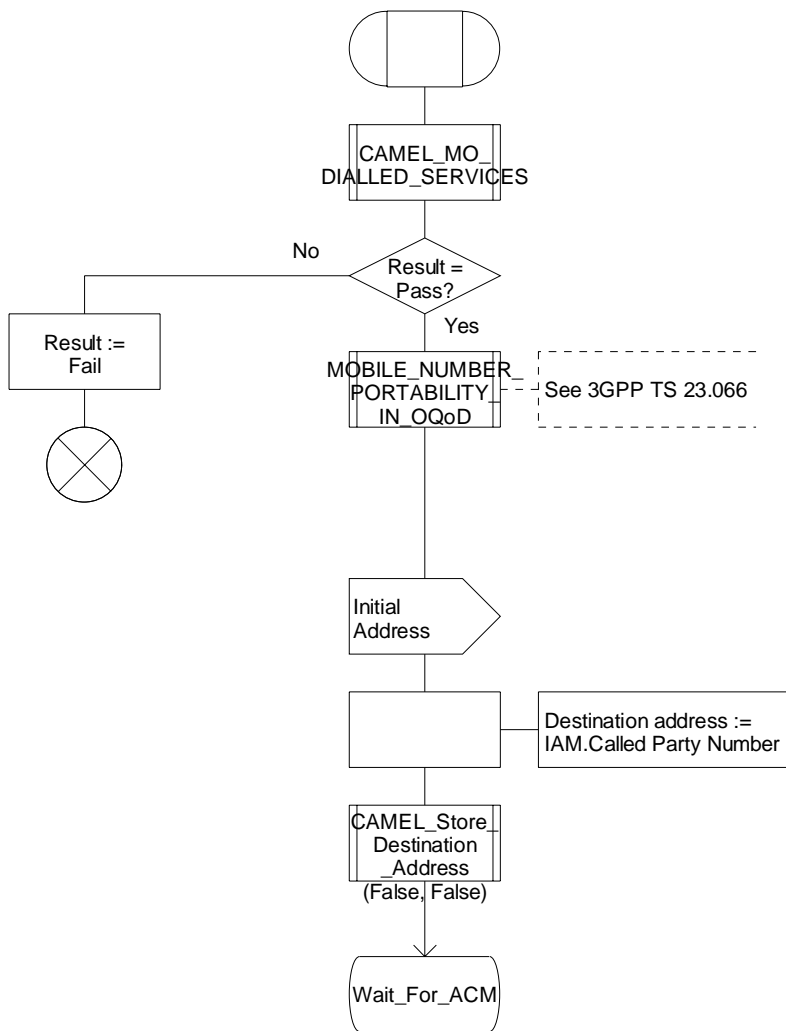 CAMEL_MO_
DIALLED_SERVICES
No
Result =
Pass?
Yes
Result :=
Fail
MOBILE_NUMBER_
PORTABILITY_
IN_OQoD
See 3GPP TS 23.066
Initial
Address
Destination address :=
IAM.Called Party Number
CAMEL_Store_
Destination
_Address
(False, False)
Wait_For_ACM